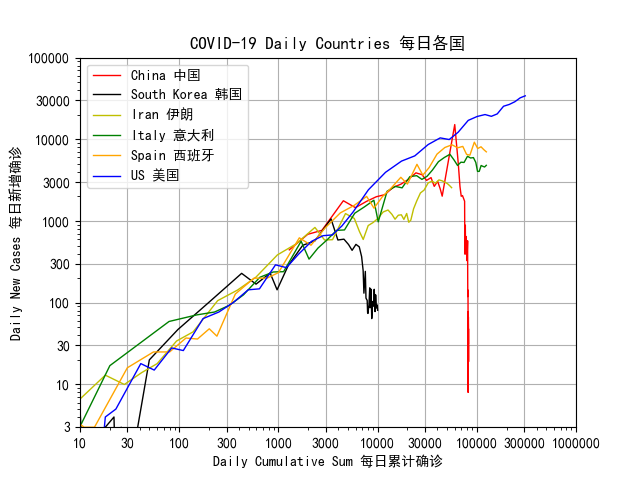 COVID-19 Daily Countries 每日各国
China 中国
South Korea 韩国
Iran 伊朗
Italy 意大利
Spain 西班牙
US 美国
Daily New Cases 每日新增确诊
100000
30000
10000
3000
1000
300
100
30
10
3
10 30 100 300 1000 3000 10000 30000 100000 300000 1000000
Daily Cumulative Sum 每日累计确诊